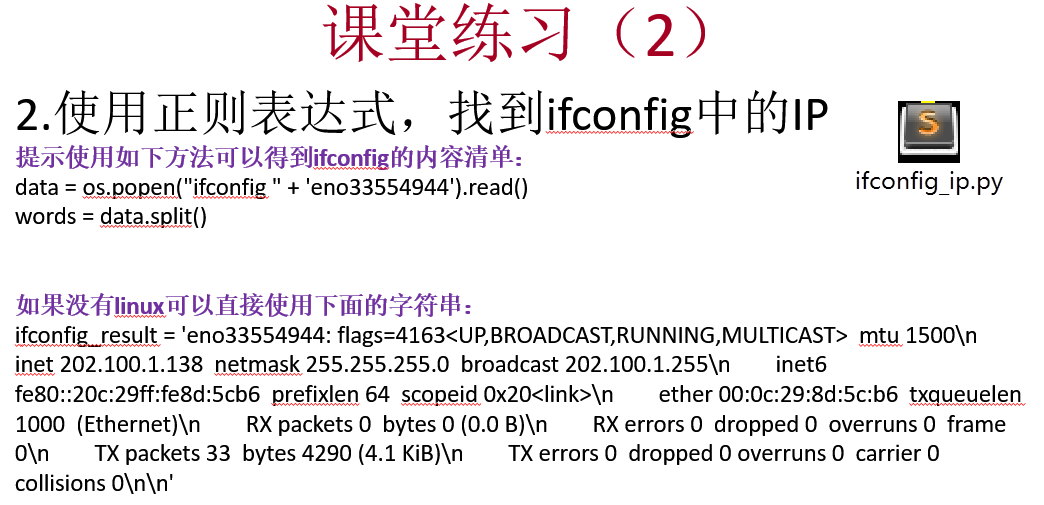 课堂练习（2）
2.使用正则表达式，找到ifconfig中的IP
提示使用如下方法可以得到ifconfig的内容清单：
data = os.popen("ifconfig " + 'eno33554944').read()
words = data.split()
S
ifconfig_ip.py
如果没有linux可以直接使用下面的字符串：
ifconfig_result = 'eno33554944: flags=4163<UP,BROADCAST,RUNNING,MULTICAST>  mtu 1500\n
inet 202.100.1.138  netmask 255.255.255.0  broadcast 202.100.1.255\n        inet6
fe80::20c:29ff:fe8d:5cb6  prefixlen 64  scopeid 0x20<link>\n        ether 00:0c:29:8d:5c:b6  txqueuelen
1000  (Ethernet)\n        RX packets 0  bytes 0 (0.0 B)\n        RX errors 0  dropped 0  overruns 0  frame
0\n        TX packets 33  bytes 4290 (4.1 KiB)\n        TX errors 0  dropped 0 overruns 0  carrier 0
collisions 0\n\n'